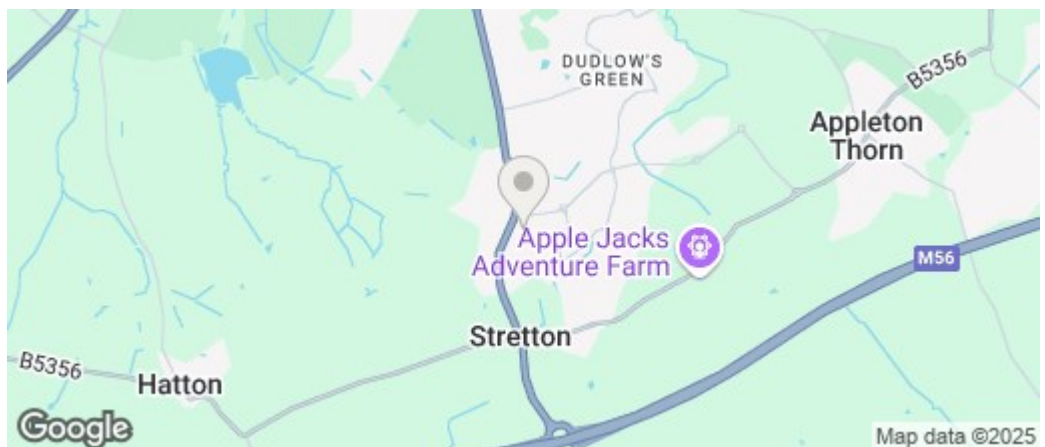 DUDLOW'S
GREEN
B5356
Appleton
Thorn
Apple Jacks
Adventure Farm
M56
Stretton
B5356
Hatton
Google
Map data ©2025